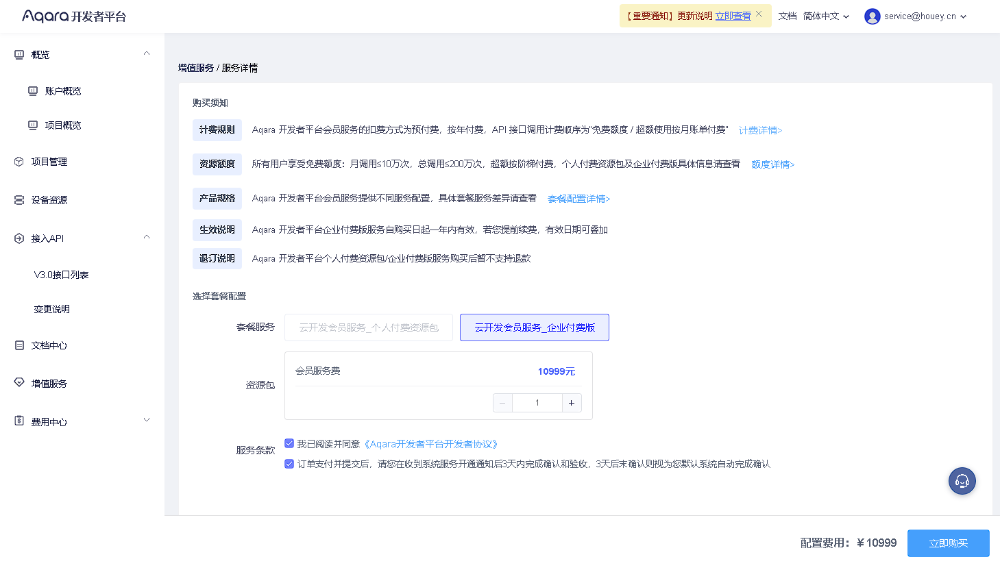 Aqara 开发者平台
【重要通知】更新说明 立即查看
文档
简体中文
service@houey.cn
概览
账户概览
项目概览
项目管理
设备资源
接入API
V3.0接口列表
变更说明
文档中心
增值服务
费用中心
增值服务 / 服务详情
购买须知
计费规则 Aqara 开发者平台会员服务的扣费方式为预付费，按年付费，API 接口调用计费顺序为"免费额度 / 超额使用按月账单付费" 计费详情>
资源额度 所有用户享受免费额度：月调用≤10万次，总调用≤200万次，超额按阶梯付费，个人付费资源包及企业付费版具体信息请查看 额度详情>
产品规格 Aqara 开发者平台会员服务提供不同服务配置，具体套餐服务差异请查看 套餐配置详情>
生效说明 Aqara 开发者平台企业付费版服务自购买日起一年内有效，若您提前续费，有效日期可叠加
退订说明 Aqara 开发者平台个人付费资源包/企业付费版服务购买后暂不支持退款
选择套餐配置
套餐服务 云开发会员服务_个人付费资源包 云开发会员服务_企业付费版
资源包
会员服务费 10999元
− 1 +
服务条款
我已阅读并同意《Aqara开发者平台开发者协议》
订单支付并提交后，请您在收到系统服务开通通知后3天内完成确认和验收，3天后未确认则视为您默认系统自动完成确认
配置费用：￥10999 立即购买